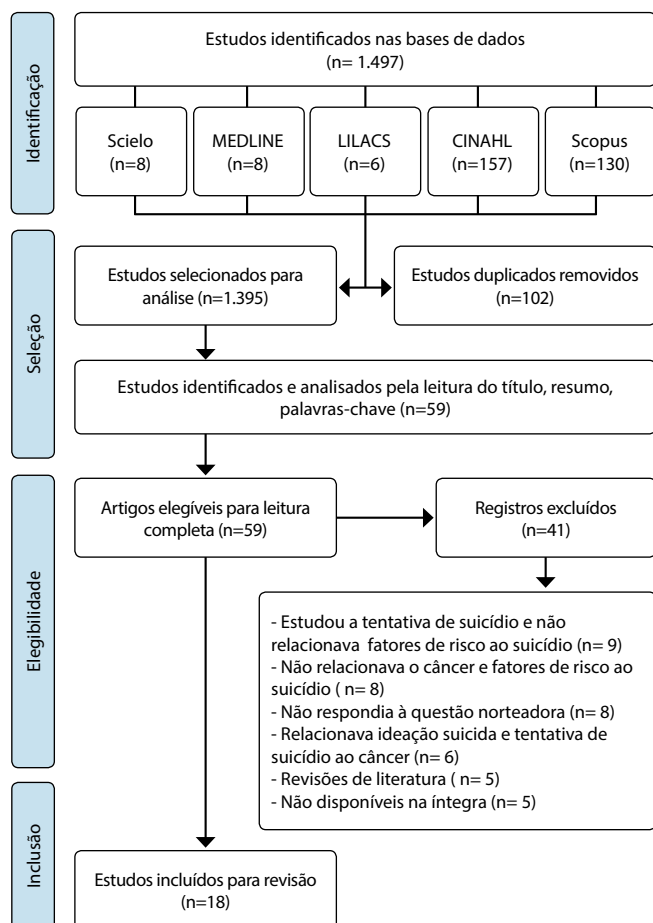 Identificação
Estudos identificados nas bases de dados
(n= 1.497)
Scielo
(n=8)
MEDLINE
(n=8)
LILACS
(n=6)
CINAHL
(n=157)
Scopus
(n=130)
Seleção
Estudos selecionados para
análise (n=1.395)
Estudos duplicados removidos
(n=102)
Estudos identificados e analisados pela leitura do título, resumo,
palavras-chave (n=59)
Elegibilidade
Artigos elegíveis para leitura
completa (n=59)
Registros excluídos
(n=41)
- Estudou a tentativa de suicídio e não
relacionava fatores de risco ao suicídio (n= 9)
- Não relacionava o câncer e fatores de risco ao
suicídio ( n= 8)
- Não respondia à questão norteadora (n= 8)
- Relacionava ideação suicida e tentativa de
suicídio ao câncer (n= 6)
- Revisões de literatura ( n= 5)
- Não disponíveis na íntegra (n= 5)
Inclusão
Estudos incluídos para revisão
(n=18)